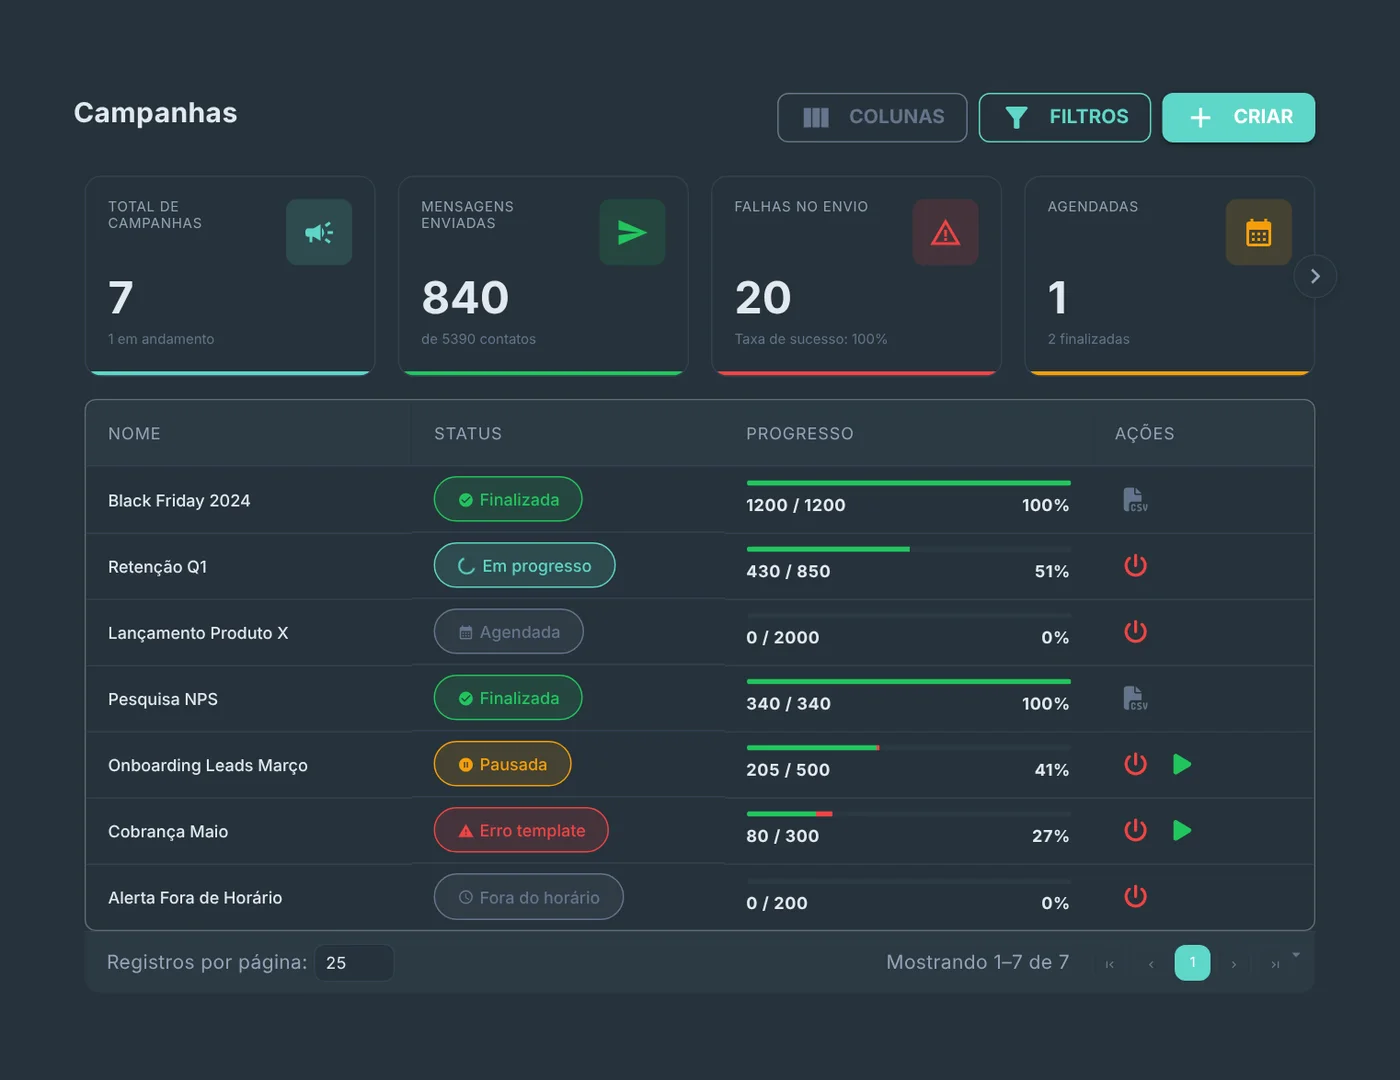 Campanhas
COLUNAS
FILTROS
CRIAR
TOTAL DE
CAMPANHAS
7
1 em andamento
MENSAGENS
ENVIADAS
840
de 5390 contatos
FALHAS NO ENVIO
20
Taxa de sucesso: 100%
AGENDADAS
1
2 finalizadas
NOME STATUS PROGRESSO AÇÕES
Black Friday 2024 Finalizada 1200 / 1200 100% CSV
Retenção Q1 Em progresso 430 / 850 51%
Lançamento Produto X Agendada 0 / 2000 0%
Pesquisa NPS Finalizada 340 / 340 100% CSV
Onboarding Leads Março Pausada 205 / 500 41%
Cobrança Maio Erro template 80 / 300 27%
Alerta Fora de Horário Fora do horário 0 / 200 0%
Registros por página: 25 Mostrando 1–7 de 7 1